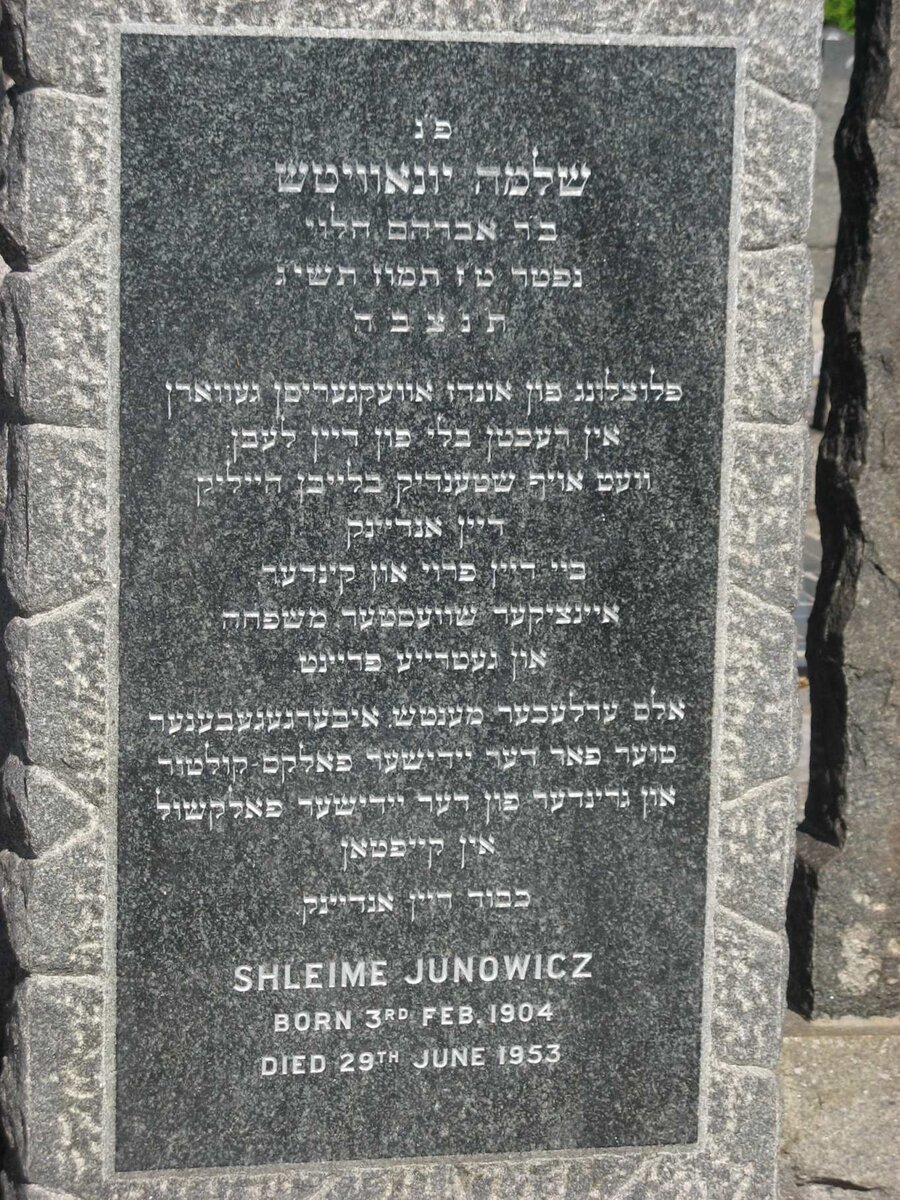 פ׳נ
שלמה יונאוויטש
ב׳ר אברהם הלוי
נפטר ט׳ז תמוז תשי׳ג
ת נ צ ב ה
פלוצלונג פון אונדז אוועקגעריסן געווארן
אין רעכטן בלי פון דיין לעבן
וועט אויף שטענדיק בלייבן הייליק
דיין אנדיינק
ביי דיין פרוי און קינדער
איינציקער שוועסטער משפחה
און געטרייע פריינט
אלס ערלעכער מענטש איבערגעגעבענער
טוער פאר דער יידישער פאלקס-קולטור
און גרינדער פון דער יידישער פאלקשול
אין קייפטאן
כבוד דיין אנדיינק
SHLEIME JUNOWICZ
BORN 3RD FEB. 1904
DIED 29TH JUNE 1953